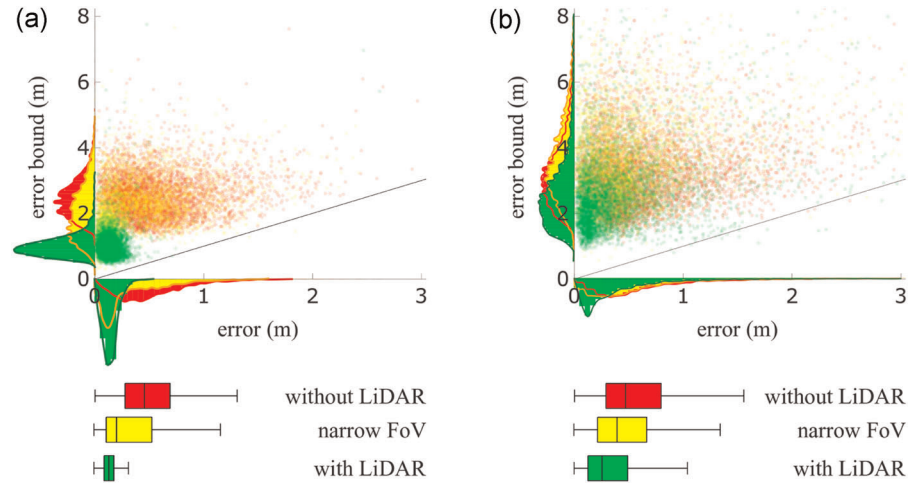 (a)
8
6
4
2
0
error bound (m)
0 1 2 3
error (m)
without LiDAR
narrow FoV
with LiDAR
(b)
8
6
4
2
0
error bound (m)
0 1 2 3
error (m)
without LiDAR
narrow FoV
with LiDAR